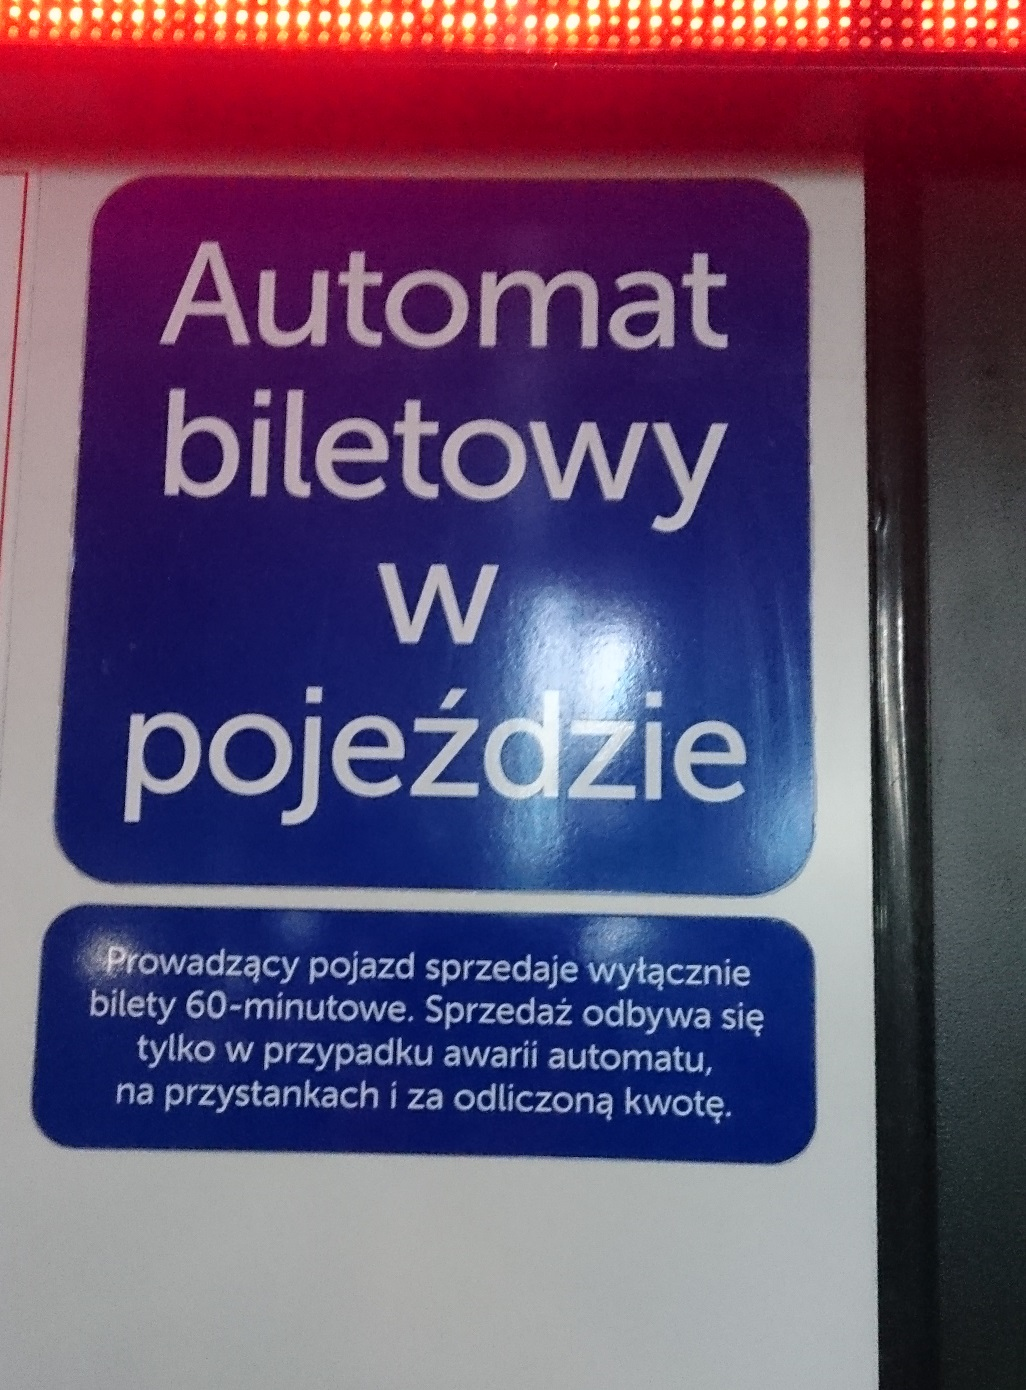 Automat
biletowy
w
pojeździe
Prowadzący pojazd sprzedaje wyłącznie
bilety 60-minutowe. Sprzedaż odbywa się
tylko w przypadku awarii automatu,
na przystankach i za odliczoną kwotę.